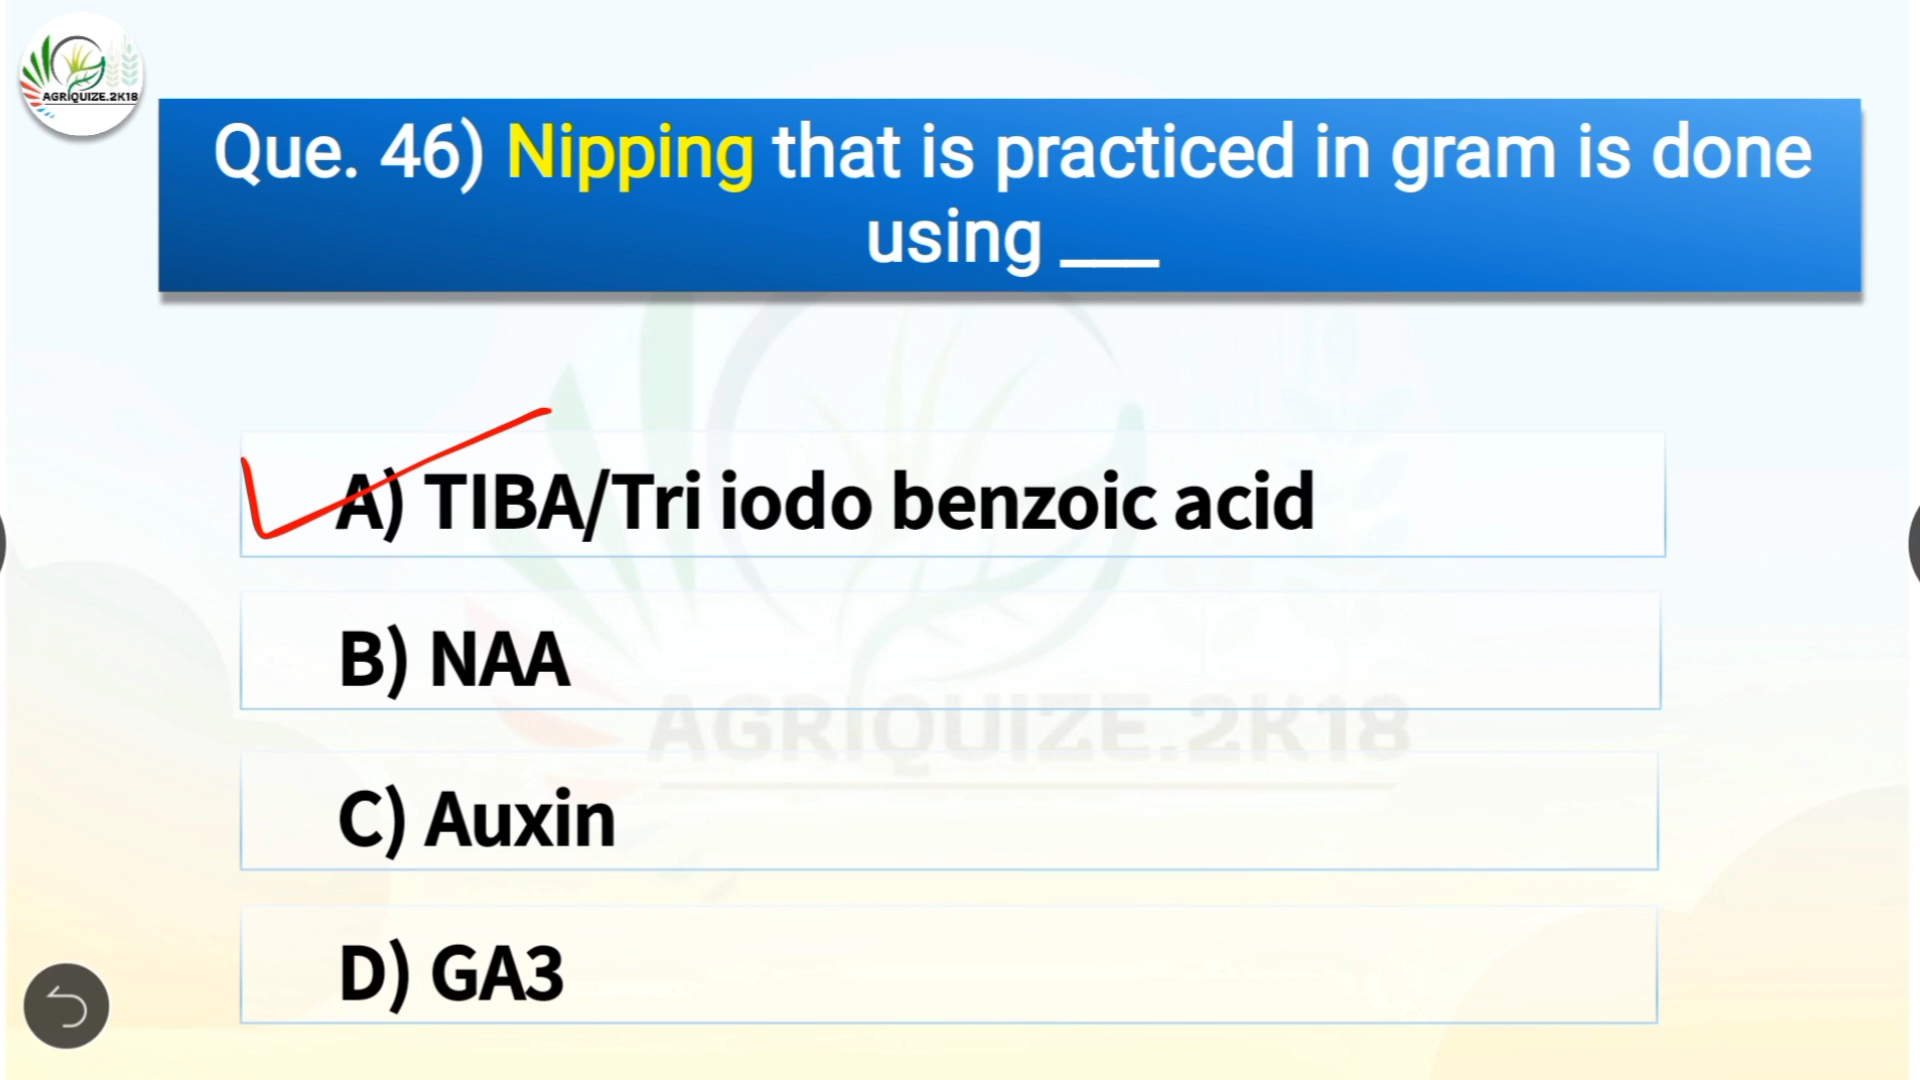 AGRIQUIZE.2K18
Que. 46) Nipping that is practiced in gram is done
using ___
A) TIBA/Tri iodo benzoic acid
B) NAA
AGRIQUIZE.2K18
C) Auxin
D) GA3